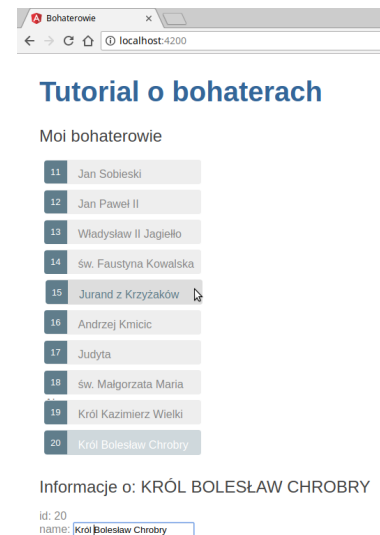 Bohaterowie
localhost:4200
Tutorial o bohaterach
Moi bohaterowie
11 Jan Sobieski
12 Jan Paweł II
13 Władysław II Jagiełło
14 św. Faustyna Kowalska
15 Jurand z Krzyżaków
16 Andrzej Kmicic
17 Judyta
18 św. Małgorzata Maria
19 Król Kazimierz Wielki
20 Król Bolesław Chrobry
Informacje o: KRÓL BOLESŁAW CHROBRY
id: 20
name: Król Bolesław Chrobry